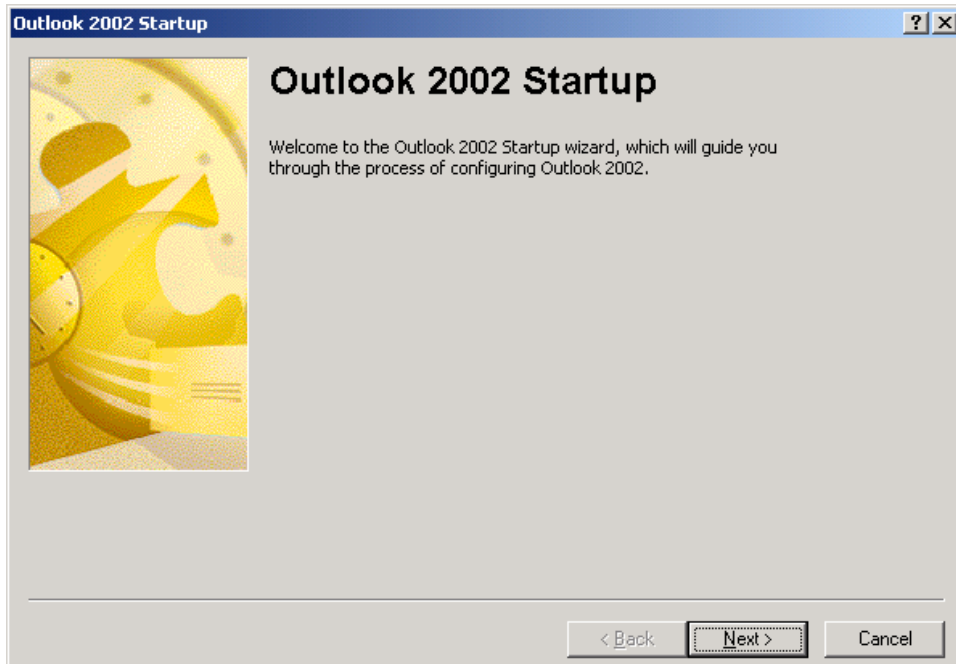 Outlook 2002 Startup
Outlook 2002 Startup
Welcome to the Outlook 2002 Startup wizard, which will guide you
through the process of configuring Outlook 2002.
< Back Next > Cancel